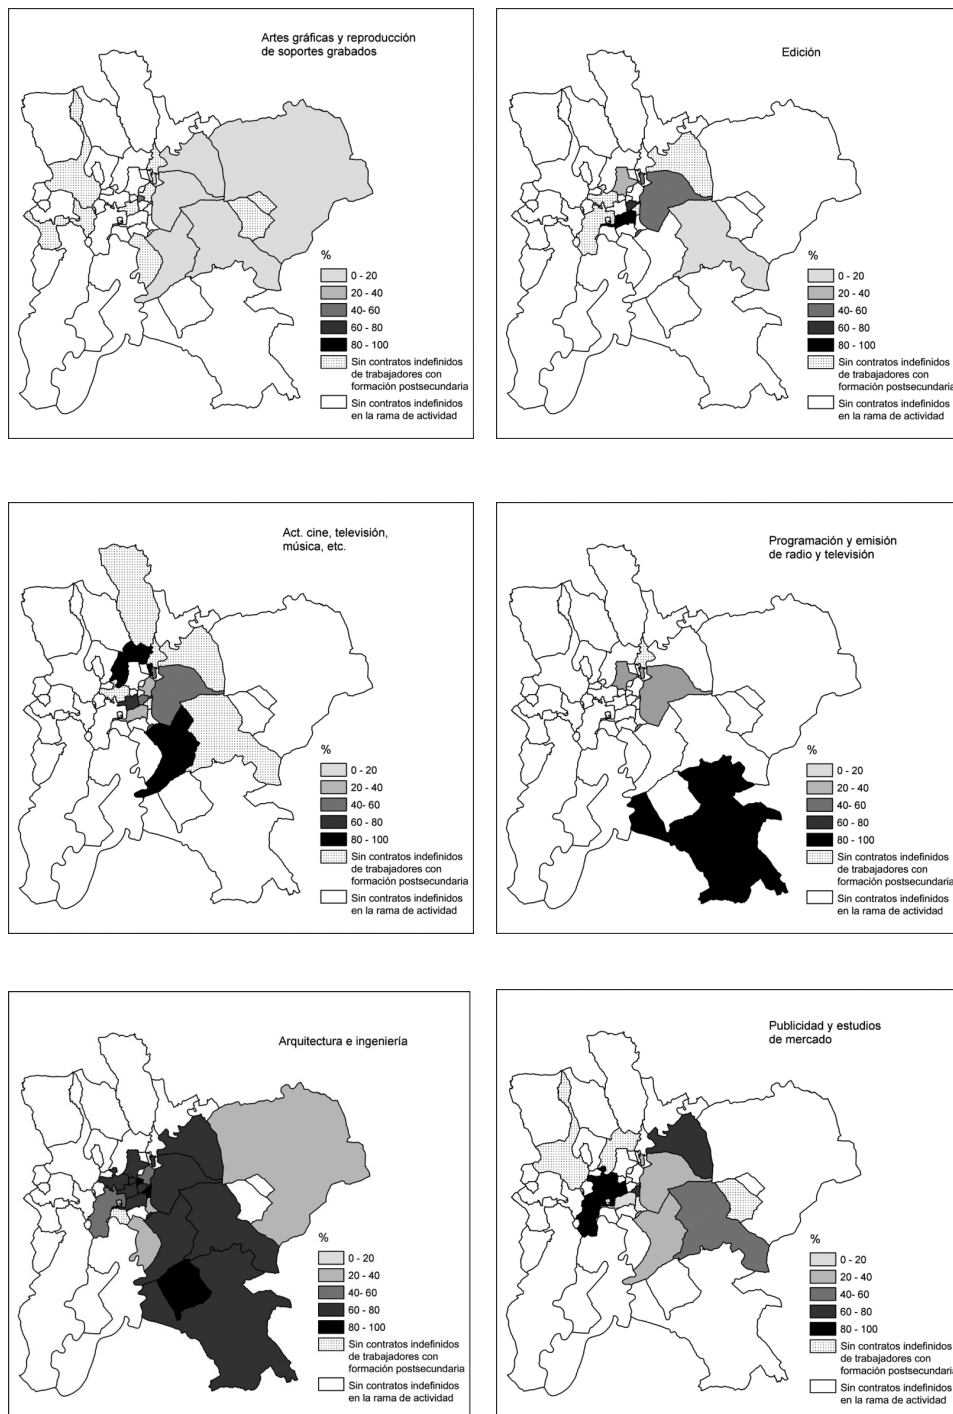 Artes gráficas y reproducción
de soportes grabados
%
0 - 20
20 - 40
40- 60
60 - 80
80 - 100
Sin contratos indefinidos
de trabajadores con
formación postsecundaria
Sin contratos indefinidos
en la rama de actividad
Edición
%
0 - 20
20 - 40
40- 60
60 - 80
80 - 100
Sin contratos indefinidos
de trabajadores con
formación postsecundaria
Sin contratos indefinidos
en la rama de actividad
Act. cine, televisión,
música, etc.
%
0 - 20
20 - 40
40- 60
60 - 80
80 - 100
Sin contratos indefinidos
de trabajadores con
formación postsecundaria
Sin contratos indefinidos
en la rama de actividad
Programación y emisión
de radio y televisión
%
0 - 20
20 - 40
40- 60
60 - 80
80 - 100
Sin contratos indefinidos
de trabajadores con
formación postsecundaria
Sin contratos indefinidos
en la rama de actividad
Arquitectura e ingeniería
%
0 - 20
20 - 40
40- 60
60 - 80
80 - 100
Sin contratos indefinidos
de trabajadores con
formación postsecundaria
Sin contratos indefinidos
en la rama de actividad
Publicidad y estudios
de mercado
%
0 - 20
20 - 40
40- 60
60 - 80
80 - 100
Sin contratos indefinidos
de trabajadores con
formación postsecundaria
Sin contratos indefinidos
en la rama de actividad